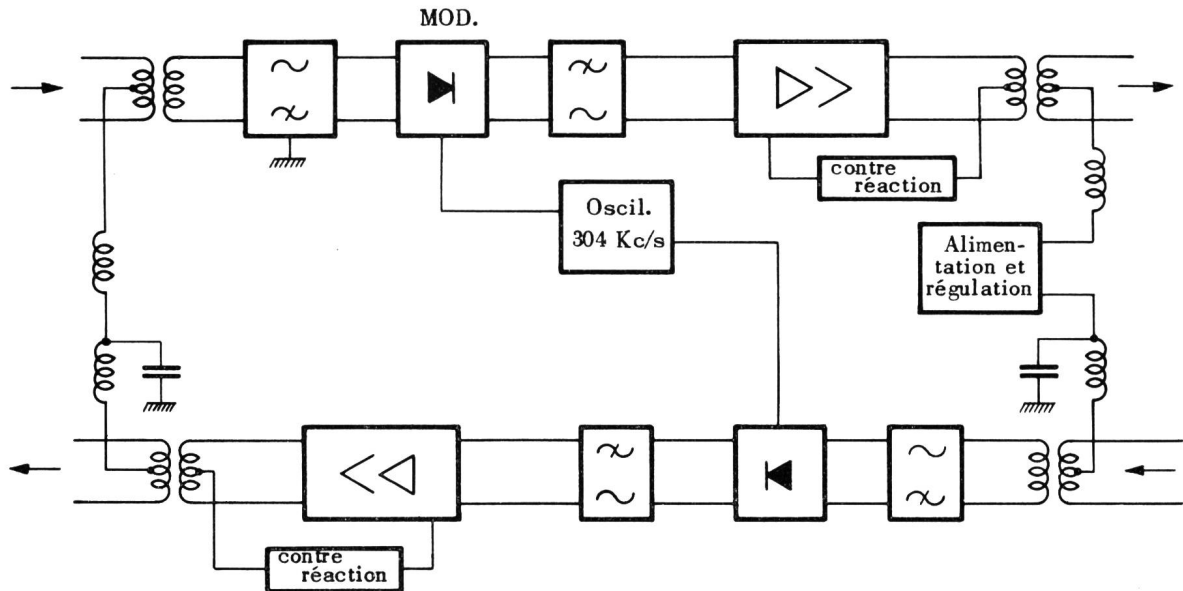 MOD.
contre
réaction
Oscil.
304 Kc/s
Alimen-
tation et
régulation
contre
réaction